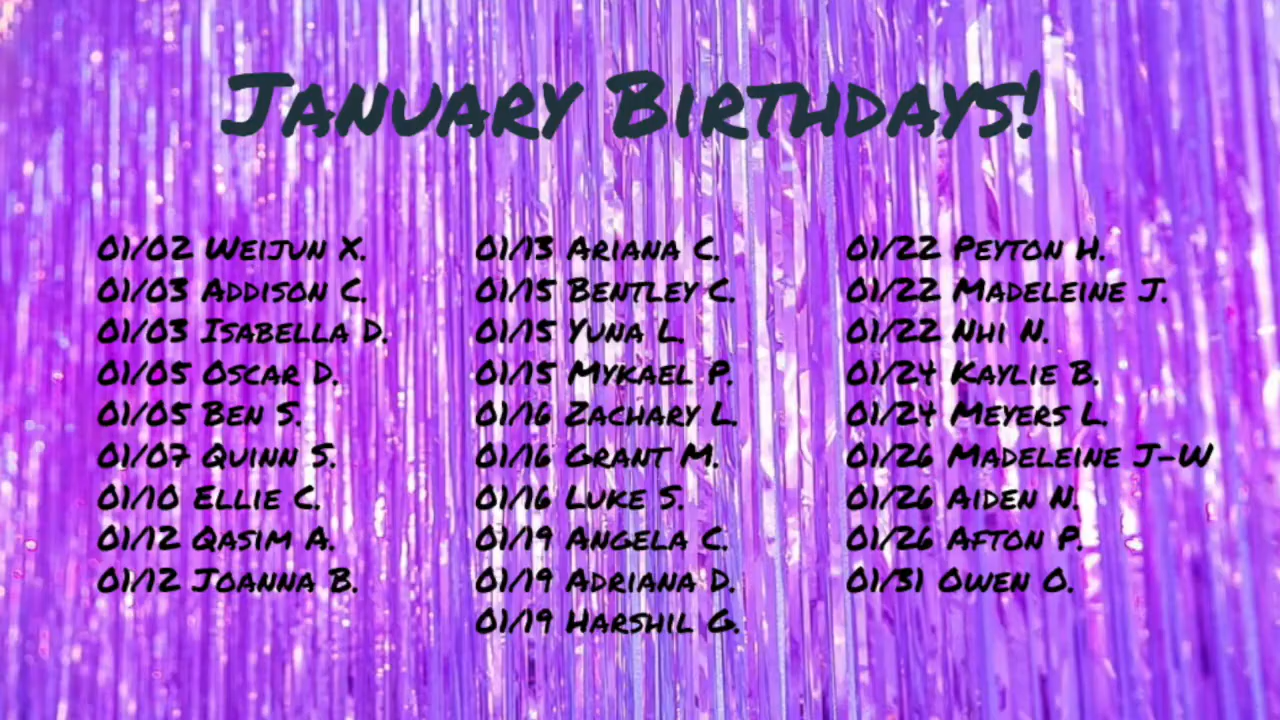 January Birthdays!
01/02 Weijun X.
01/03 Addison C.
01/03 Isabella D.
01/05 Oscar D.
01/05 Ben S.
01/07 Quinn S.
01/10 Ellie C.
01/12 Qasim A.
01/12 Joanna B.
01/13 Ariana C.
01/15 Bentley C.
01/15 Yuna L.
01/15 Mykael P.
01/16 Zachary L.
01/16 Grant M.
01/16 Luke S.
01/19 Angela C.
01/19 Adriana D.
01/19 Harshil G.
01/22 Peyton H.
01/22 Madeleine J.
01/22 Nhi N.
01/24 Kaylie B.
01/24 Meyers L.
01/26 Madeleine J-W
01/26 Aiden N.
01/26 Afton P.
01/31 Owen O.